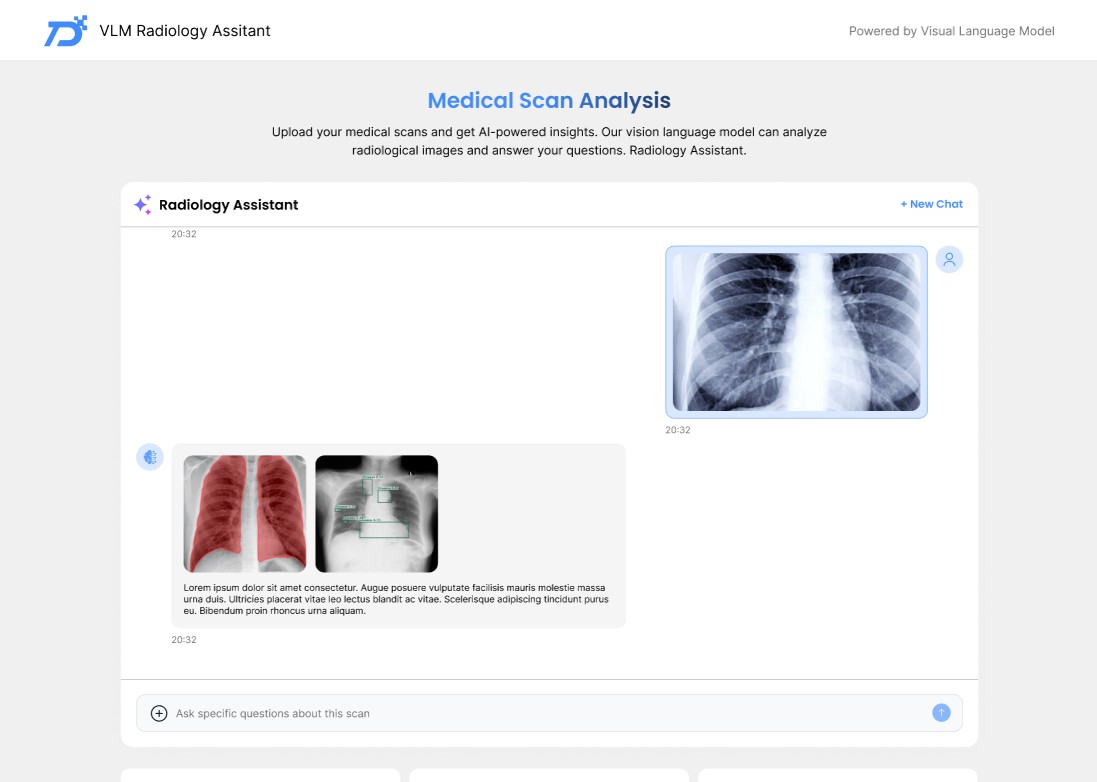 VLM Radiology Assitant
Powered by Visual Language Model
Medical Scan Analysis
Upload your medical scans and get AI-powered insights. Our vision language model can analyze
radiological images and answer your questions. Radiology Assistant.
Radiology Assistant
+ New Chat
20:32
20:32
Lorem ipsum dolor sit amet consectetur. Augue posuere vulputate facilisis mauris molestie massa
urna duis. Ultricies placerat vitae leo lectus blandit ac vitae. Scelerisque adipiscing tincidunt purus
eu. Bibendum proin rhoncus urna aliquam.
20:32
Ask specific questions about this scan